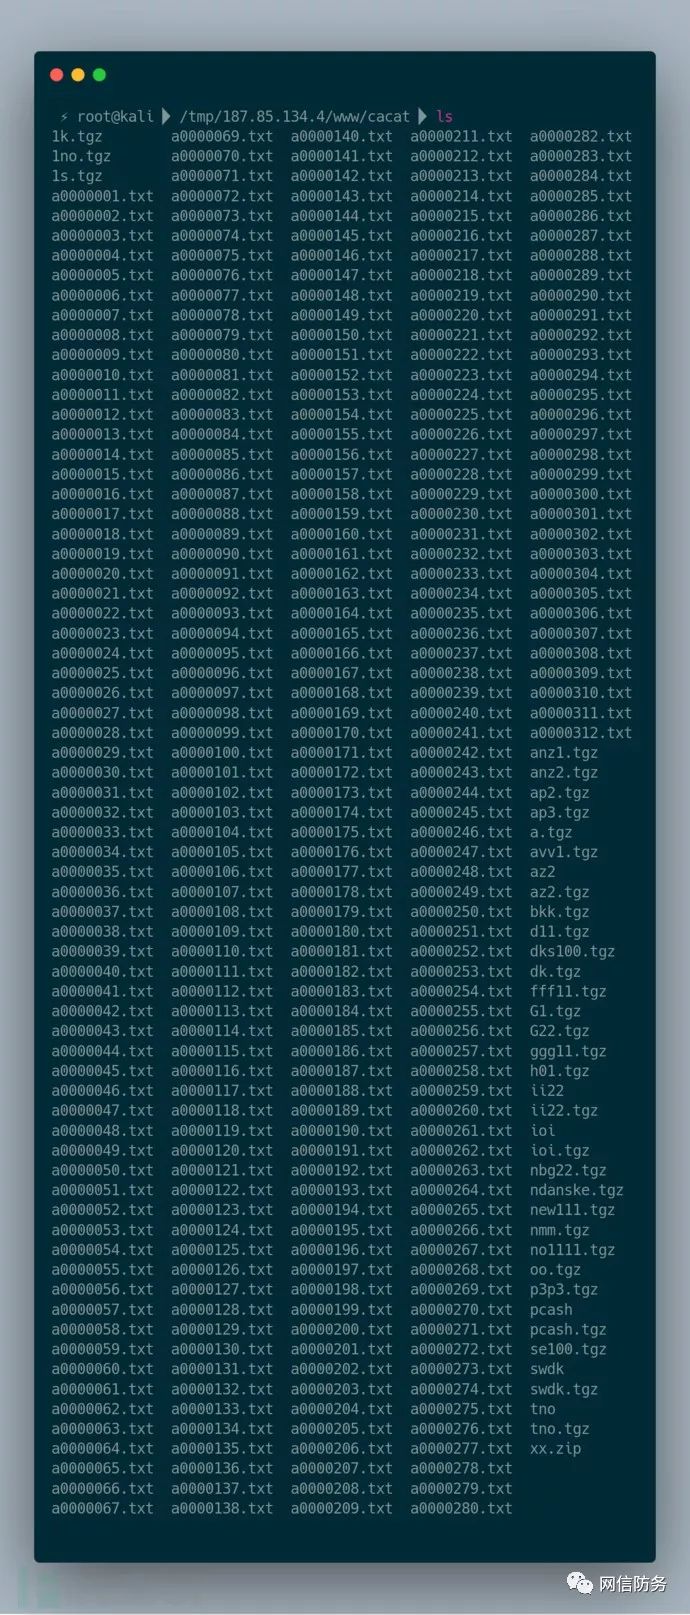 ⚡ root@kali /tmp/187.85.134.4/www/cacat ls
1k.tgz a0000069.txt a0000140.txt a0000211.txt a0000282.txt
1no.tgz a0000070.txt a0000141.txt a0000212.txt a0000283.txt
1s.tgz a0000071.txt a0000142.txt a0000213.txt a0000284.txt
a0000001.txt a0000072.txt a0000143.txt a0000214.txt a0000285.txt
a0000002.txt a0000073.txt a0000144.txt a0000215.txt a0000286.txt
a0000003.txt a0000074.txt a0000145.txt a0000216.txt a0000287.txt
a0000004.txt a0000075.txt a0000146.txt a0000217.txt a0000288.txt
a0000005.txt a0000076.txt a0000147.txt a0000218.txt a0000289.txt
a0000006.txt a0000077.txt a0000148.txt a0000219.txt a0000290.txt
a0000007.txt a0000078.txt a0000149.txt a0000220.txt a0000291.txt
a0000008.txt a0000079.txt a0000150.txt a0000221.txt a0000292.txt
a0000009.txt a0000080.txt a0000151.txt a0000222.txt a0000293.txt
a0000010.txt a0000081.txt a0000152.txt a0000223.txt a0000294.txt
a0000011.txt a0000082.txt a0000153.txt a0000224.txt a0000295.txt
a0000012.txt a0000083.txt a0000154.txt a0000225.txt a0000296.txt
a0000013.txt a0000084.txt a0000155.txt a0000226.txt a0000297.txt
a0000014.txt a0000085.txt a0000156.txt a0000227.txt a0000298.txt
a0000015.txt a0000086.txt a0000157.txt a0000228.txt a0000299.txt
a0000016.txt a0000087.txt a0000158.txt a0000229.txt a0000300.txt
a0000017.txt a0000088.txt a0000159.txt a0000230.txt a0000301.txt
a0000018.txt a0000089.txt a0000160.txt a0000231.txt a0000302.txt
a0000019.txt a0000090.txt a0000161.txt a0000232.txt a0000303.txt
a0000020.txt a0000091.txt a0000162.txt a0000233.txt a0000304.txt
a0000021.txt a0000092.txt a0000163.txt a0000234.txt a0000305.txt
a0000022.txt a0000093.txt a0000164.txt a0000235.txt a0000306.txt
a0000023.txt a0000094.txt a0000165.txt a0000236.txt a0000307.txt
a0000024.txt a0000095.txt a0000166.txt a0000237.txt a0000308.txt
a0000025.txt a0000096.txt a0000167.txt a0000238.txt a0000309.txt
a0000026.txt a0000097.txt a0000168.txt a0000239.txt a0000310.txt
a0000027.txt a0000098.txt a0000169.txt a0000240.txt a0000311.txt
a0000028.txt a0000099.txt a0000170.txt a0000241.txt a0000312.txt
a0000029.txt a0000100.txt a0000171.txt a0000242.txt anz1.tgz
a0000030.txt a0000101.txt a0000172.txt a0000243.txt anz2.tgz
a0000031.txt a0000102.txt a0000173.txt a0000244.txt ap2.tgz
a0000032.txt a0000103.txt a0000174.txt a0000245.txt ap3.tgz
a0000033.txt a0000104.txt a0000175.txt a0000246.txt a.tgz
a0000034.txt a0000105.txt a0000176.txt a0000247.txt avv1.tgz
a0000035.txt a0000106.txt a0000177.txt a0000248.txt az2
a0000036.txt a0000107.txt a0000178.txt a0000249.txt az2.tgz
a0000037.txt a0000108.txt a0000179.txt a0000250.txt bkk.tgz
a0000038.txt a0000109.txt a0000180.txt a0000251.txt d11.tgz
a0000039.txt a0000110.txt a0000181.txt a0000252.txt dks100.tgz
a0000040.txt a0000111.txt a0000182.txt a0000253.txt dk.tgz
a0000041.txt a0000112.txt a0000183.txt a0000254.txt fff11.tgz
a0000042.txt a0000113.txt a0000184.txt a0000255.txt G1.tgz
a0000043.txt a0000114.txt a0000185.txt a0000256.txt G22.tgz
a0000044.txt a0000115.txt a0000186.txt a0000257.txt ggg11.tgz
a0000045.txt a0000116.txt a0000187.txt a0000258.txt h01.tgz
a0000046.txt a0000117.txt a0000188.txt a0000259.txt ii22
a0000047.txt a0000118.txt a0000189.txt a0000260.txt ii22.tgz
a0000048.txt a0000119.txt a0000190.txt a0000261.txt ioi
a0000049.txt a0000120.txt a0000191.txt a0000262.txt ioi.tgz
a0000050.txt a0000121.txt a0000192.txt a0000263.txt nbg22.tgz
a0000051.txt a0000122.txt a0000193.txt a0000264.txt ndanske.tgz
a0000052.txt a0000123.txt a0000194.txt a0000265.txt new111.tgz
a0000053.txt a0000124.txt a0000195.txt a0000266.txt nmm.tgz
a0000054.txt a0000125.txt a0000196.txt a0000267.txt no1111.tgz
a0000055.txt a0000126.txt a0000197.txt a0000268.txt oo.tgz
a0000056.txt a0000127.txt a0000198.txt a0000269.txt p3p3.tgz
a0000057.txt a0000128.txt a0000199.txt a0000270.txt pcash
a0000058.txt a0000129.txt a0000200.txt a0000271.txt pcash.tgz
a0000059.txt a0000130.txt a0000201.txt a0000272.txt se100.tgz
a0000060.txt a0000131.txt a0000202.txt a0000273.txt swdk
a0000061.txt a0000132.txt a0000203.txt a0000274.txt swdk.tgz
a0000062.txt a0000133.txt a0000204.txt a0000275.txt tno
a0000063.txt a0000134.txt a0000205.txt a0000276.txt tno.tgz
a0000064.txt a0000135.txt a0000206.txt a0000277.txt xx.zip
a0000065.txt a0000136.txt a0000207.txt a0000278.txt
a0000066.txt a0000137.txt a0000208.txt a0000279.txt
a0000067.txt a0000138.txt a0000209.txt a0000280.txt
网信防务